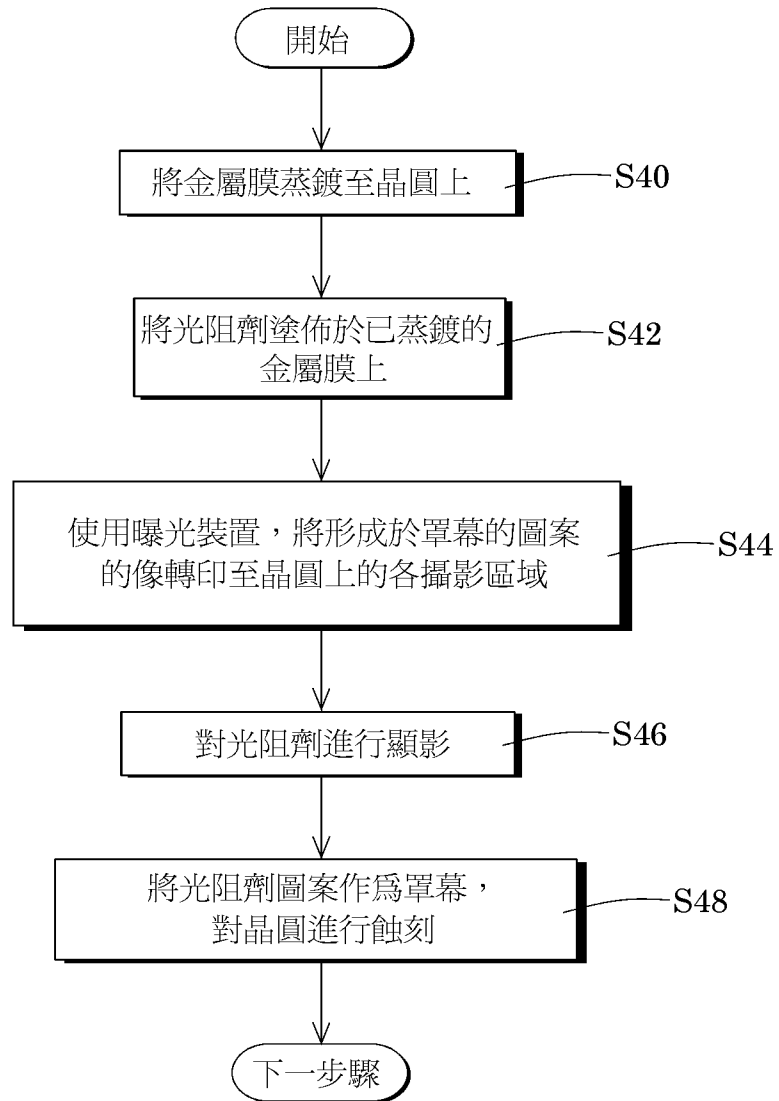 開始
將金屬膜蒸鍍至晶圓上
S40
將光阻劑塗佈於已蒸鍍的
金屬膜上
S42
使用曝光裝置，將形成於罩幕的圖案
的像轉印至晶圓上的各攝影區域
S44
對光阻劑進行顯影
S46
將光阻劑圖案作爲罩幕，
對晶圓進行蝕刻
S48
下一步驟